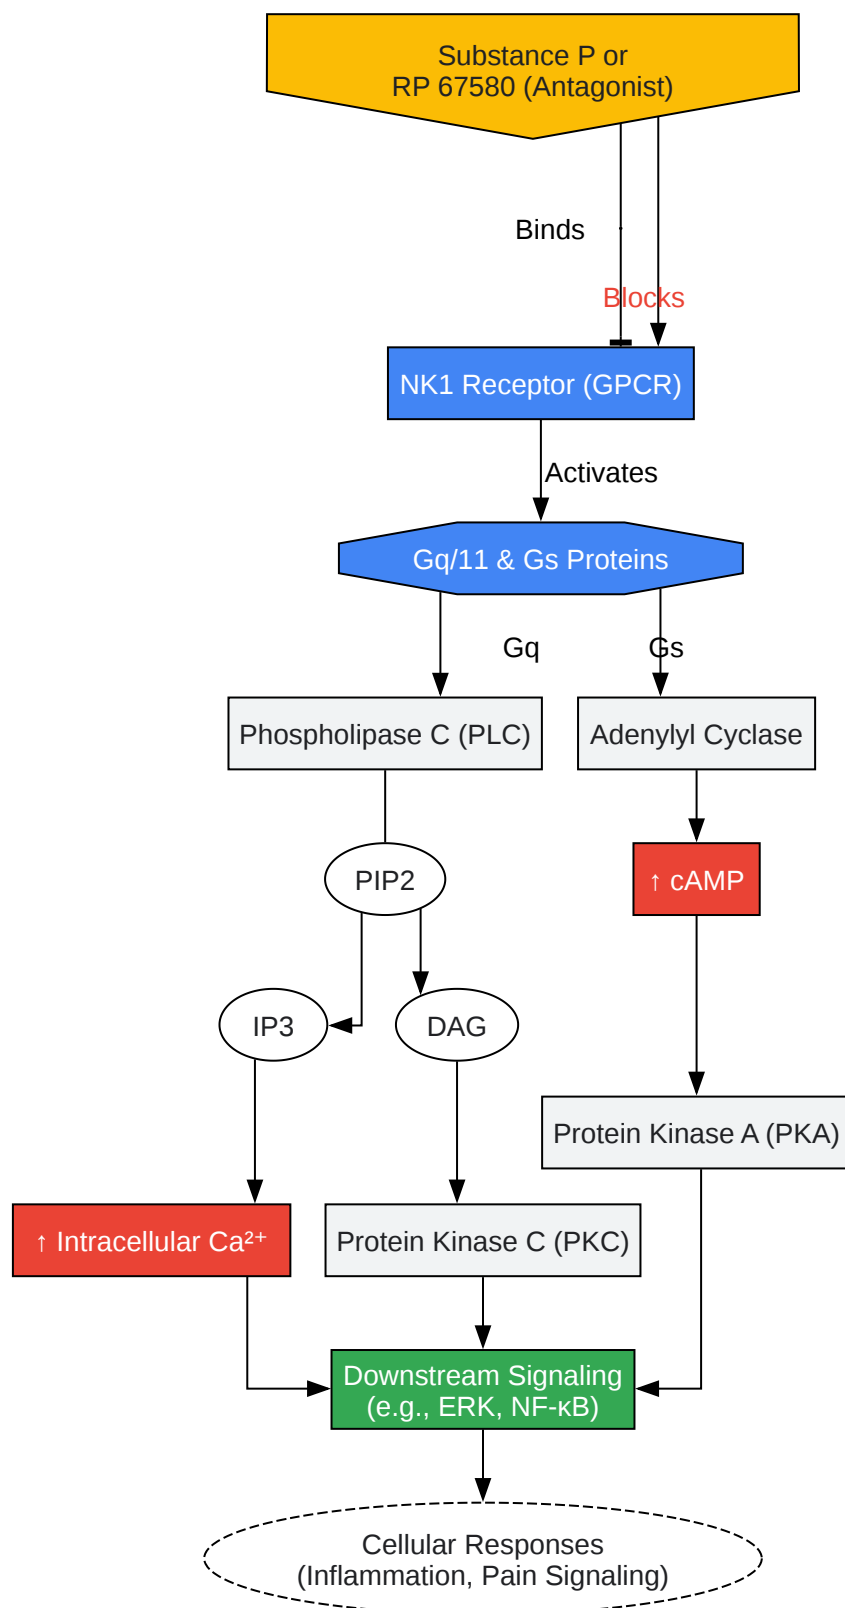 Substance P or
RP 67580 (Antagonist)
Binds
Blocks
NK1 Receptor (GPCR)
Activates
Gq/11 & Gs Proteins
Gq
Gs
Phospholipase C (PLC)
Adenylyl Cyclase
PIP2
↑ cAMP
IP3
DAG
Protein Kinase A (PKA)
↑ Intracellular Ca²⁺
Protein Kinase C (PKC)
Downstream Signaling
(e.g., ERK, NF-κB)
Cellular Responses
(Inflammation, Pain Signaling)